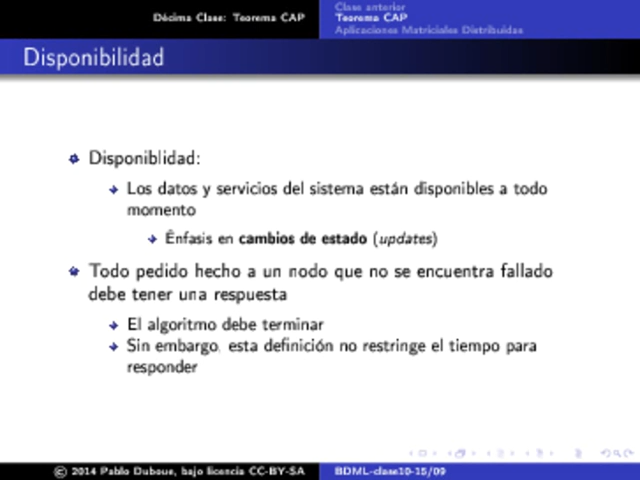 Décima Clase: Teorema CAP
Clase anterior
Teorema CAP
Aplicaciones Matriciales Distribuidas
Disponibilidad
Disponiblidad:
Los datos y servicios del sistema están disponibles a todo
momento
Énfasis en cambios de estado (updates)
Todo pedido hecho a un nodo que no se encuentra fallado
debe tener una respuesta
El algoritmo debe terminar
Sin embargo, esta definición no restringe el tiempo para
responder
© 2014 Pablo Duboue, bajo licencia CC-BY-SA
BDML-clase10-15/09